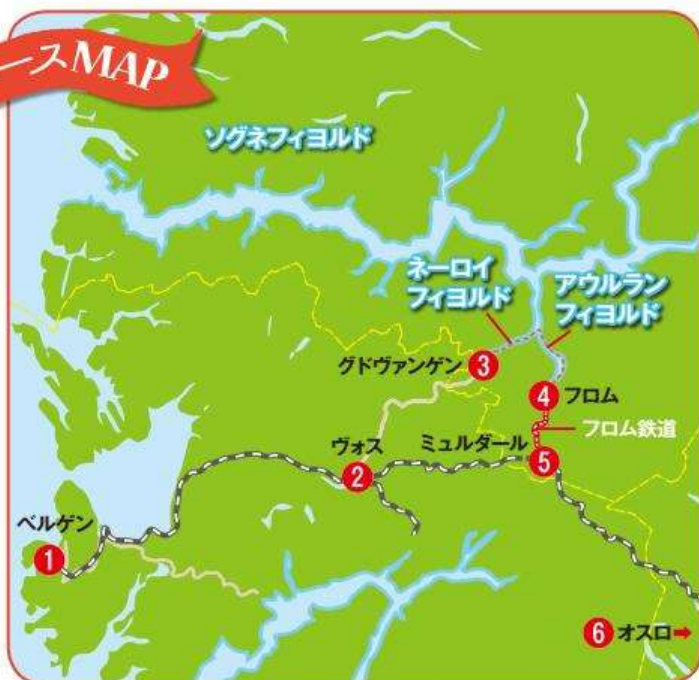 ースMAP
ソグネフィヨルド
ネーロイ
フィヨルド
アウルラン
フィヨルド
グドヴァンゲン 3
4 フロム
フロム鉄道
ヴォス
2
ミュルダール
5
ベルゲン
1
6 オスロ➡